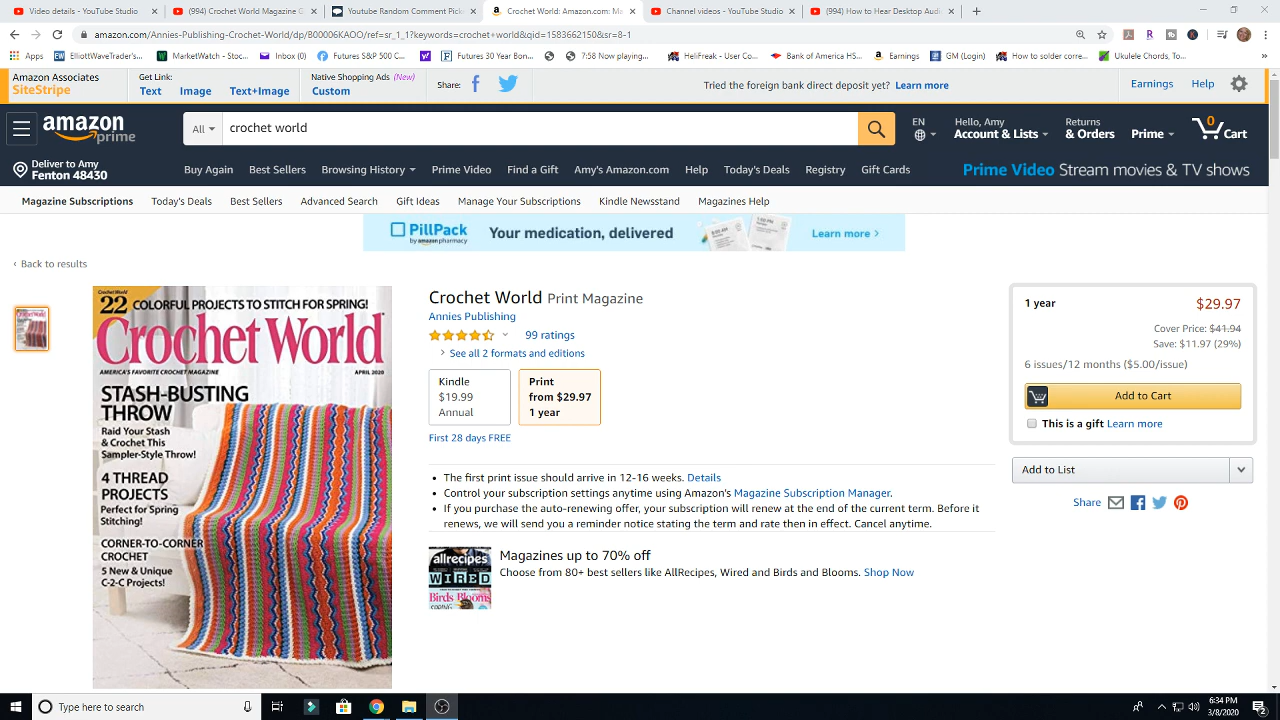 Video details - YouTube Studio
(994) Crochet World Magazine G
Youtube Random Comment Pick
Crochet World: Amazon.com: Ma
Channel videos - YouTube Studio
(994) How to Hear Desktop Audi
amazon.com/Annies-Publishing-Crochet-World/dp/B00006KAOO/ref=sr_1_1?keywords=crochet+world&qid=1583662150&sr=8-1
Apps
EW ElliottWaveTrader's...
MarketWatch - Stoc...
Inbox (0)
Futures S&P 500 C...
Futures 30 Year Bon...
7:58 Now playing...
HeliFreak - User Co...
Bank of America HS...
Earnings
GM (Login)
How to solder corre...
Ukulele Chords, To...
Amazon Associates
SiteStripe
Get Link:
Text Image Text+Image
Native Shopping Ads (New)
Custom
Share:
Tried the foreign bank direct deposit yet? Learn more
Earnings
Help
amazon prime
All
crochet world
EN
Hello, Amy
Account & Lists
Returns
& Orders
Prime
0
Cart
Deliver to Amy
Fenton 48430
Buy Again Best Sellers Browsing History Prime Video Find a Gift Amy's Amazon.com Help Today's Deals Registry Gift Cards
Prime Video Stream movies & TV shows
Magazine Subscriptions Today's Deals Best Sellers Advanced Search Gift Ideas Manage Your Subscriptions Kindle Newsstand Magazines Help
PillPack
by amazon pharmacy
Your medication, delivered
Learn more ›
‹ Back to results
Crochet World
22 COLORFUL PROJECTS TO STITCH FOR SPRING!
Crochet World
AMERICA'S FAVORITE CROCHET MAGAZINE
APRIL 2020
STASH-BUSTING
THROW
Raid Your Stash
& Crochet This
Sampler-Style Throw!
4 THREAD
PROJECTS
Perfect for Spring
Stitching!
CORNER-TO-CORNER
CROCHET
5 New & Unique
C-2-C Projects!
Crochet World Print Magazine
Annies Publishing
99 ratings
See all 2 formats and editions
Kindle
$19.99
Annual
Print
from $29.97
1 year
First 28 days FREE
• The first print issue should arrive in 12-16 weeks. Details
• Control your subscription settings anytime using Amazon's Magazine Subscription Manager.
• If you purchase the auto-renewing offer, your subscription will renew at the end of the current term. Before it
renews, we will send you a reminder notice stating the term and rate then in effect. Cancel anytime.
allrecipes
WIRED
Birds Blooms
Magazines up to 70% off
Choose from 80+ best sellers like AllRecipes, Wired and Birds and Blooms. Shop Now
1 year
$29.97
Cover Price: $41.94
Save: $11.97 (29%)
6 issues/12 months ($5.00/issue)
Add to Cart
This is a gift Learn more
Add to List
Share
Type here to search
6:34 PM
3/8/2020
2